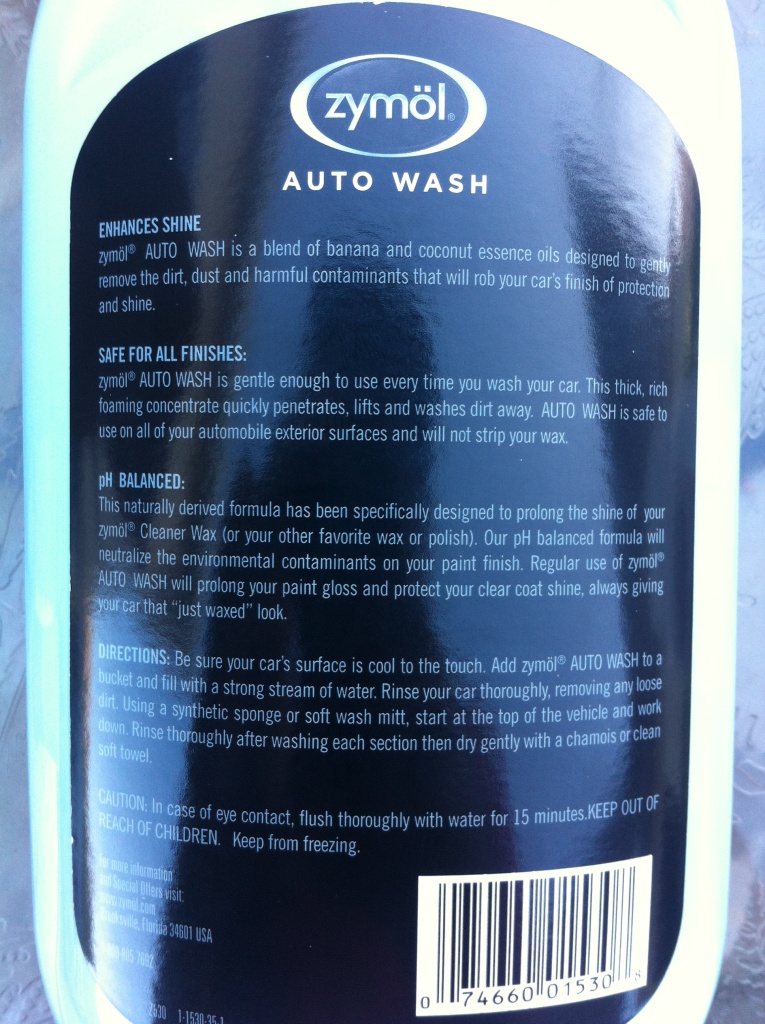 zymöl®
AUTO WASH
ENHANCES SHINE
zymöl® AUTO WASH is a blend of banana and coconut essence oils designed to gently
remove the dirt, dust and harmful contaminants that will rob your car's finish of protection
and shine.
SAFE FOR ALL FINISHES:
zymöl® AUTO WASH is gentle enough to use every time you wash your car. This thick, rich
foaming concentrate quickly penetrates, lifts and washes dirt away. AUTO WASH is safe to
use on all of your automobile exterior surfaces and will not strip your wax.
pH BALANCED:
This naturally derived formula has been specifically designed to prolong the shine of your
zymöl® Cleaner Wax (or your other favorite wax or polish). Our pH balanced formula will
neutralize the environmental contaminants on your paint finish. Regular use of zymöl®
AUTO WASH will prolong your paint gloss and protect your clear coat shine, always giving
your car that "just waxed" look.
DIRECTIONS: Be sure your car's surface is cool to the touch. Add zymöl® AUTO WASH to a
bucket and fill with a strong stream of water. Rinse your car thoroughly, removing any loose
dirt. Using a synthetic sponge or soft wash mitt, start at the top of the vehicle and work
down. Rinse thoroughly after washing each section then dry gently with a chamois or clean
soft towel.
CAUTION: In case of eye contact, flush thoroughly with water for 15 minutes.KEEP OUT OF
REACH OF CHILDREN. Keep from freezing.
For more information
and Special Offers visit:
www.zymol.com
Brooksville, Florida 34601 USA
Z530 1-1530-35-1
0 74660 01530 8